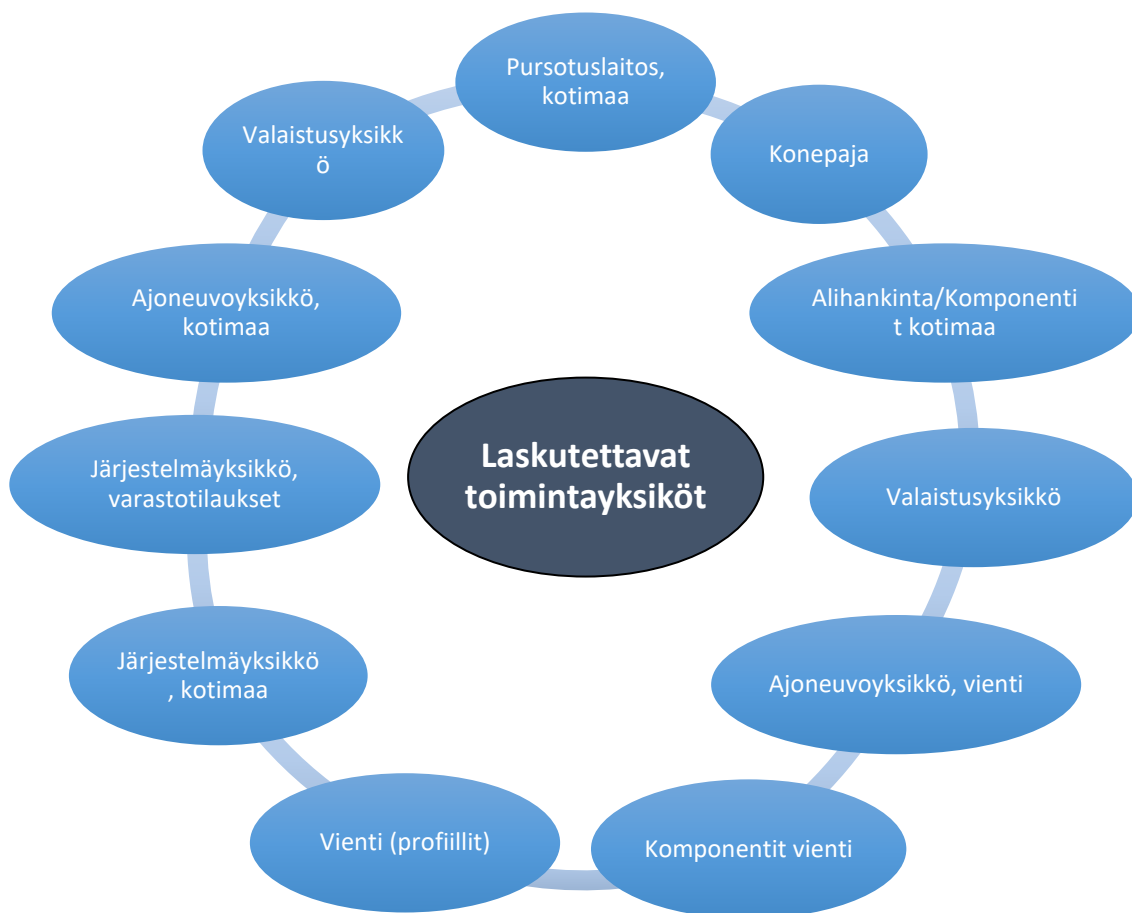 Pursotuslaitos,
kotimaa
Konepaja
Alihankinta/Komponenti
t kotimaa
Valaistusyksikkö
Ajoneuvoyksikkö, vienti
Komponentit vienti
Vienti (profiillit)
Järjestelmäyksikkö
, kotimaa
Järjestelmäyksikkö,
varastotilaukset
Ajoneuvoyksikkö,
kotimaa
Valaistusyksikk
ö
Laskutettavat
toimintayksiköt